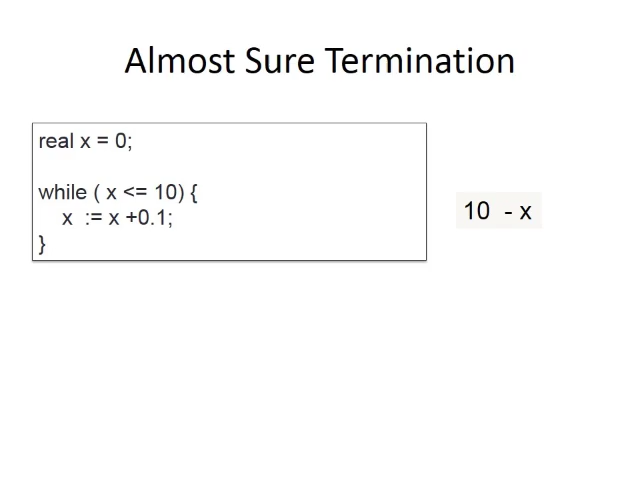 Almost Sure Termination
real x = 0;
while ( x <= 10) {
x := x +0.1;
}
10 - x